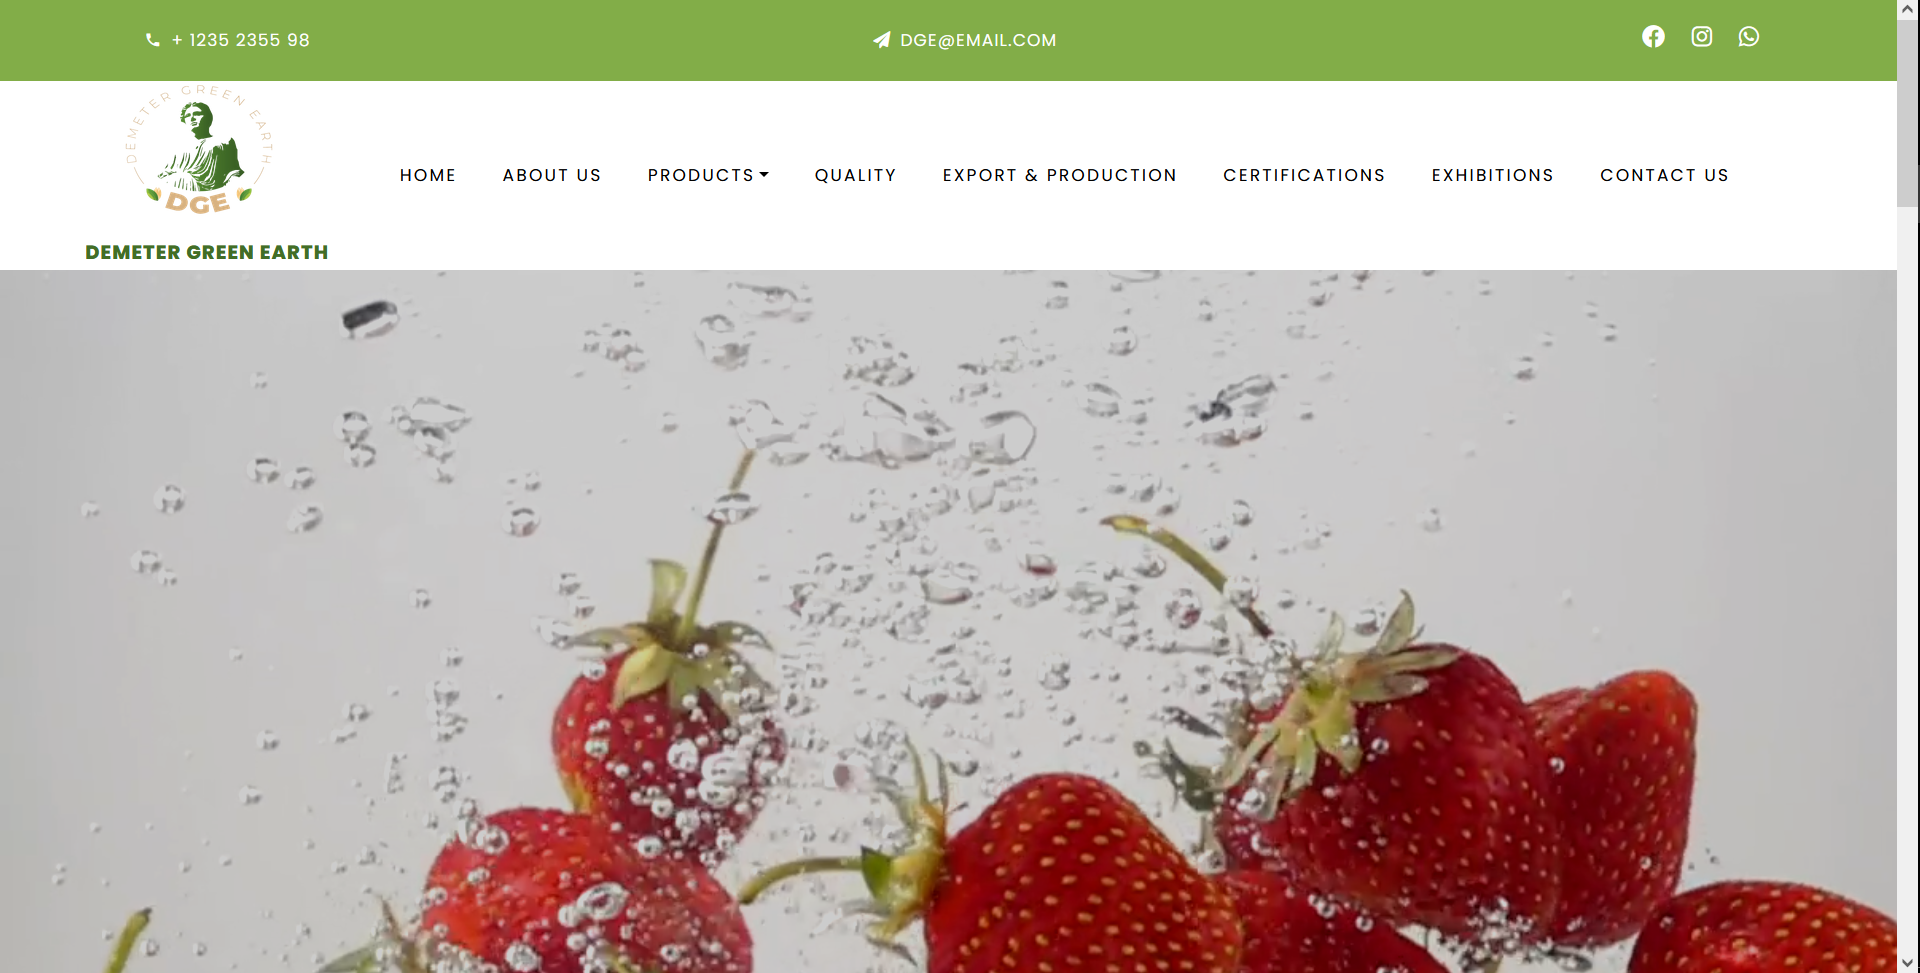 + 1235 2355 98
DGE@EMAIL.COM
DEMETER GREEN EARTH
DGE
DEMETER GREEN EARTH
HOME
ABOUT US
PRODUCTS
QUALITY
EXPORT & PRODUCTION
CERTIFICATIONS
EXHIBITIONS
CONTACT US